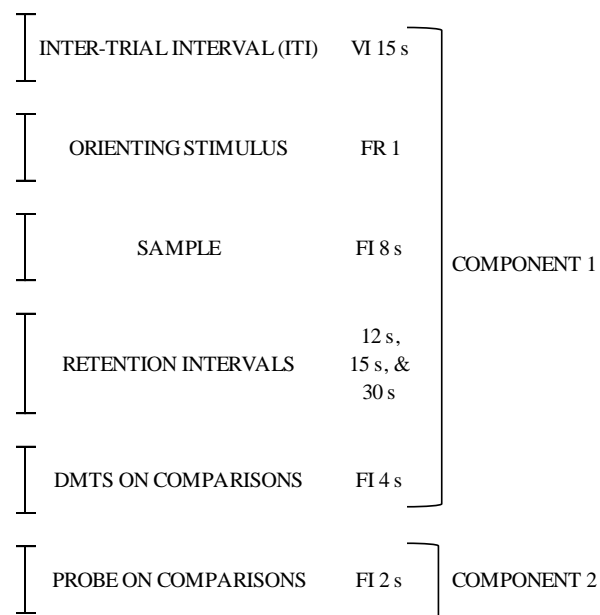 INTER-TRIAL INTERVAL (ITI) VI 15 s
ORIENTING STIMULUS FR 1
SAMPLE FI 8 s
COMPONENT 1
RETENTION INTERVALS 12 s,
15 s, &
30 s
DMTS ON COMPARISONS FI 4 s
PROBE ON COMPARISONS FI 2 s COMPONENT 2